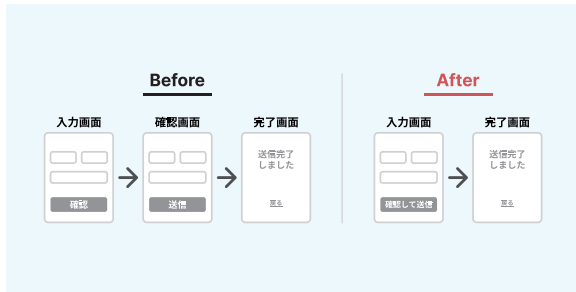 Before
入力画面
確認画面
完了画面
確認
送信
送信完了
しました
戻る
After
入力画面
完了画面
確認して送信
送信完了
しました
戻る